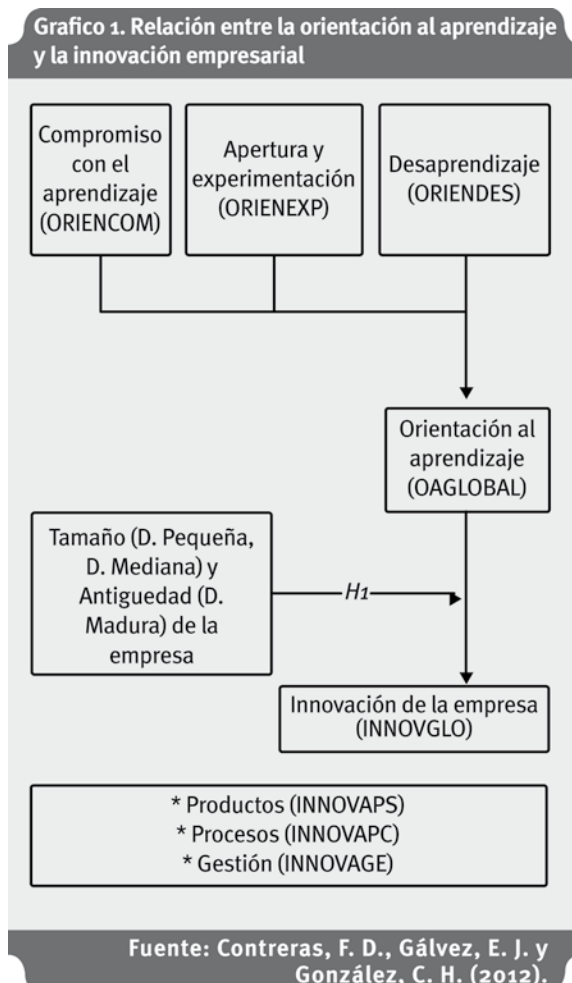 Grafico 1. Relación entre la orientación al aprendizaje
y la innovación empresarial
Compromiso
con el
aprendizaje
(ORIENCOM)
Apertura y
experimentación
(ORIENEXP)
Desaprendizaje
(ORIENDES)
Orientación al
aprendizaje
(OAGLOBAL)
Tamaño (D. Pequeña,
D. Mediana) y
Antiguedad (D.
Madura) de la
empresa
H1
Innovación de la empresa
(INNOVGLO)
* Productos (INNOVAPS)
* Procesos (INNOVAPC)
* Gestión (INNOVAGE)
Fuente: Contreras, F. D., Gálvez, E. J. y
González, C. H. (2012).